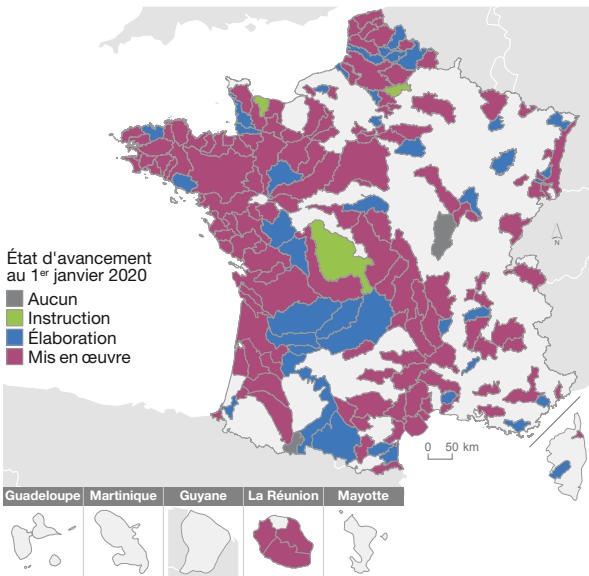 État d'avancement
au 1er janvier 2020
Aucun
Instruction
Élaboration
Mis en œuvre
N
0 50 km
Guadeloupe Martinique Guyane La Réunion Mayotte